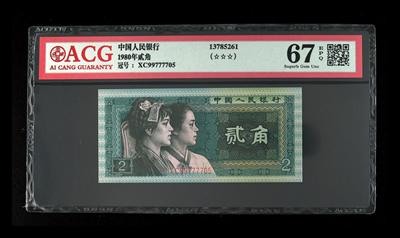 ACG
AI CANG GUARANTY
中国人民银行
1980年贰角
冠号：XC99777705
13785261
(☆☆☆)
67 EPQ
Superb Gem Unc
中国人民银行
贰角
2
2
XC99777705